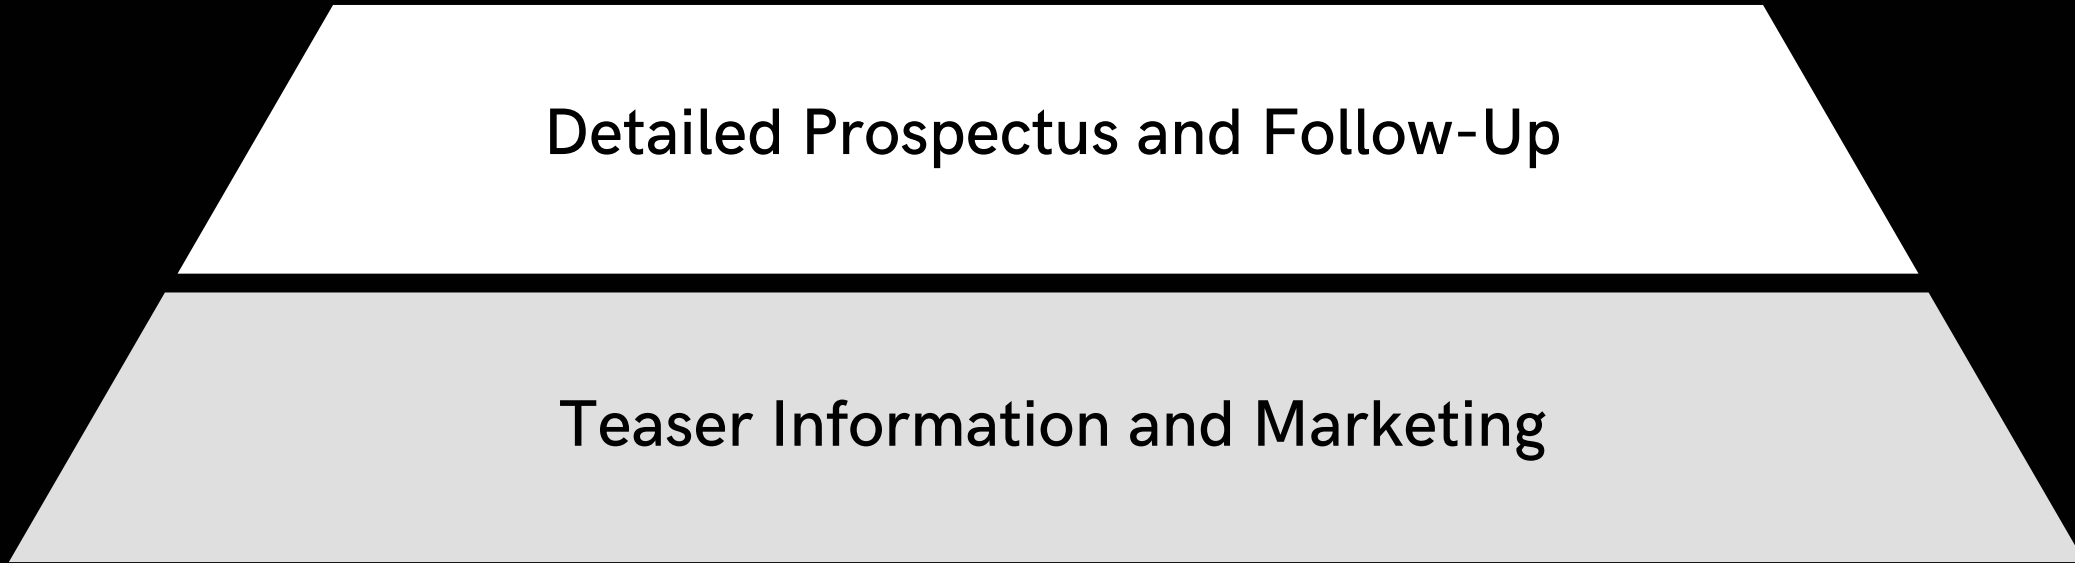 Detailed Prospectus and Follow-Up
Teaser Information and Marketing